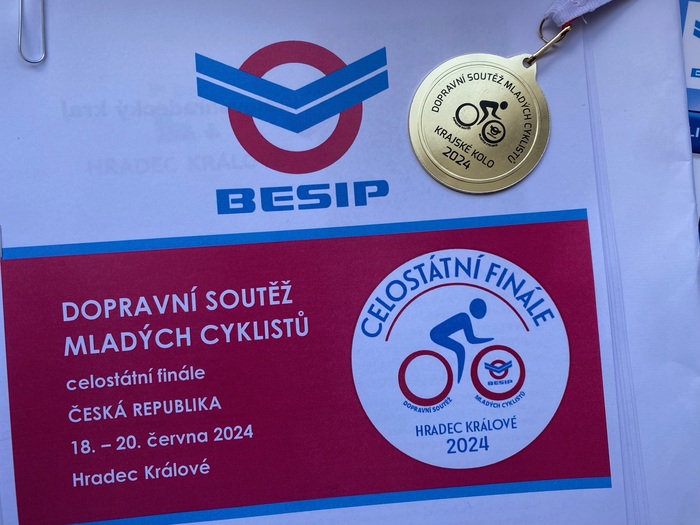 BESIP
DOPRAVNÍ SOUTĚŽ MLADÝCH CYKLISTŮ
KRAJSKÉ KOLO
2024
DOPRAVNÍ SOUTĚŽ
MLADÝCH CYKLISTŮ
celostátní finále
ČESKÁ REPUBLIKA
18. – 20. června 2024
Hradec Králové
CELOSTÁTNÍ FINÁLE
BESIP
DOPRAVNÍ SOUTĚŽ
MLADÝCH CYKLISTŮ
HRADEC KRÁLOVÉ
2024